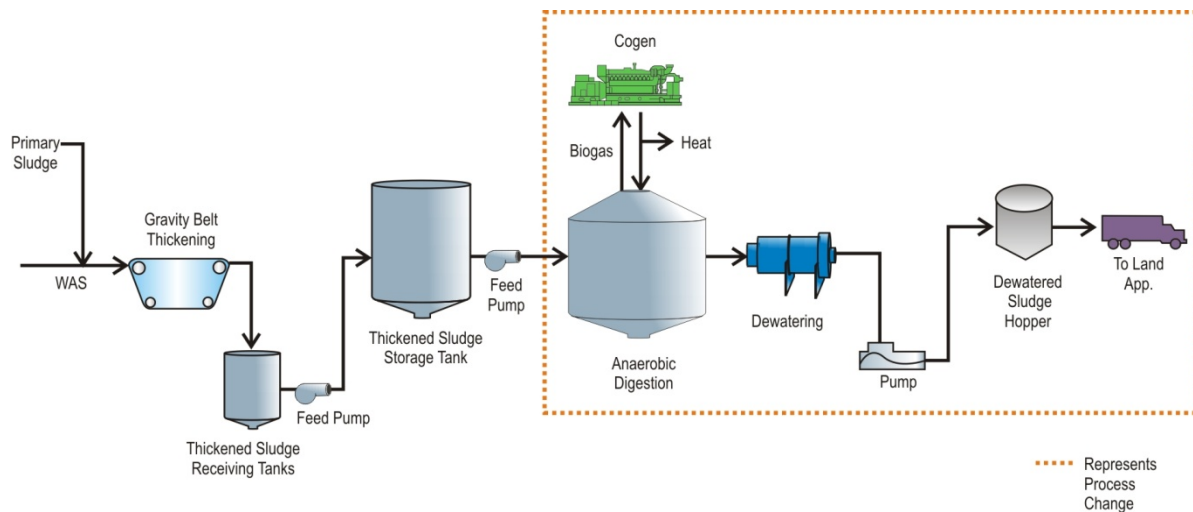 Primary
Sludge
WAS
Gravity Belt
Thickening
Thickened Sludge
Receiving Tanks
Feed Pump
Thickened Sludge
Storage Tank
Feed
Pump
Cogen
Biogas
Heat
Anaerobic
Digestion
Dewatering
Pump
Dewatered
Sludge
Hopper
To Land
App.
Represents
Process
Change